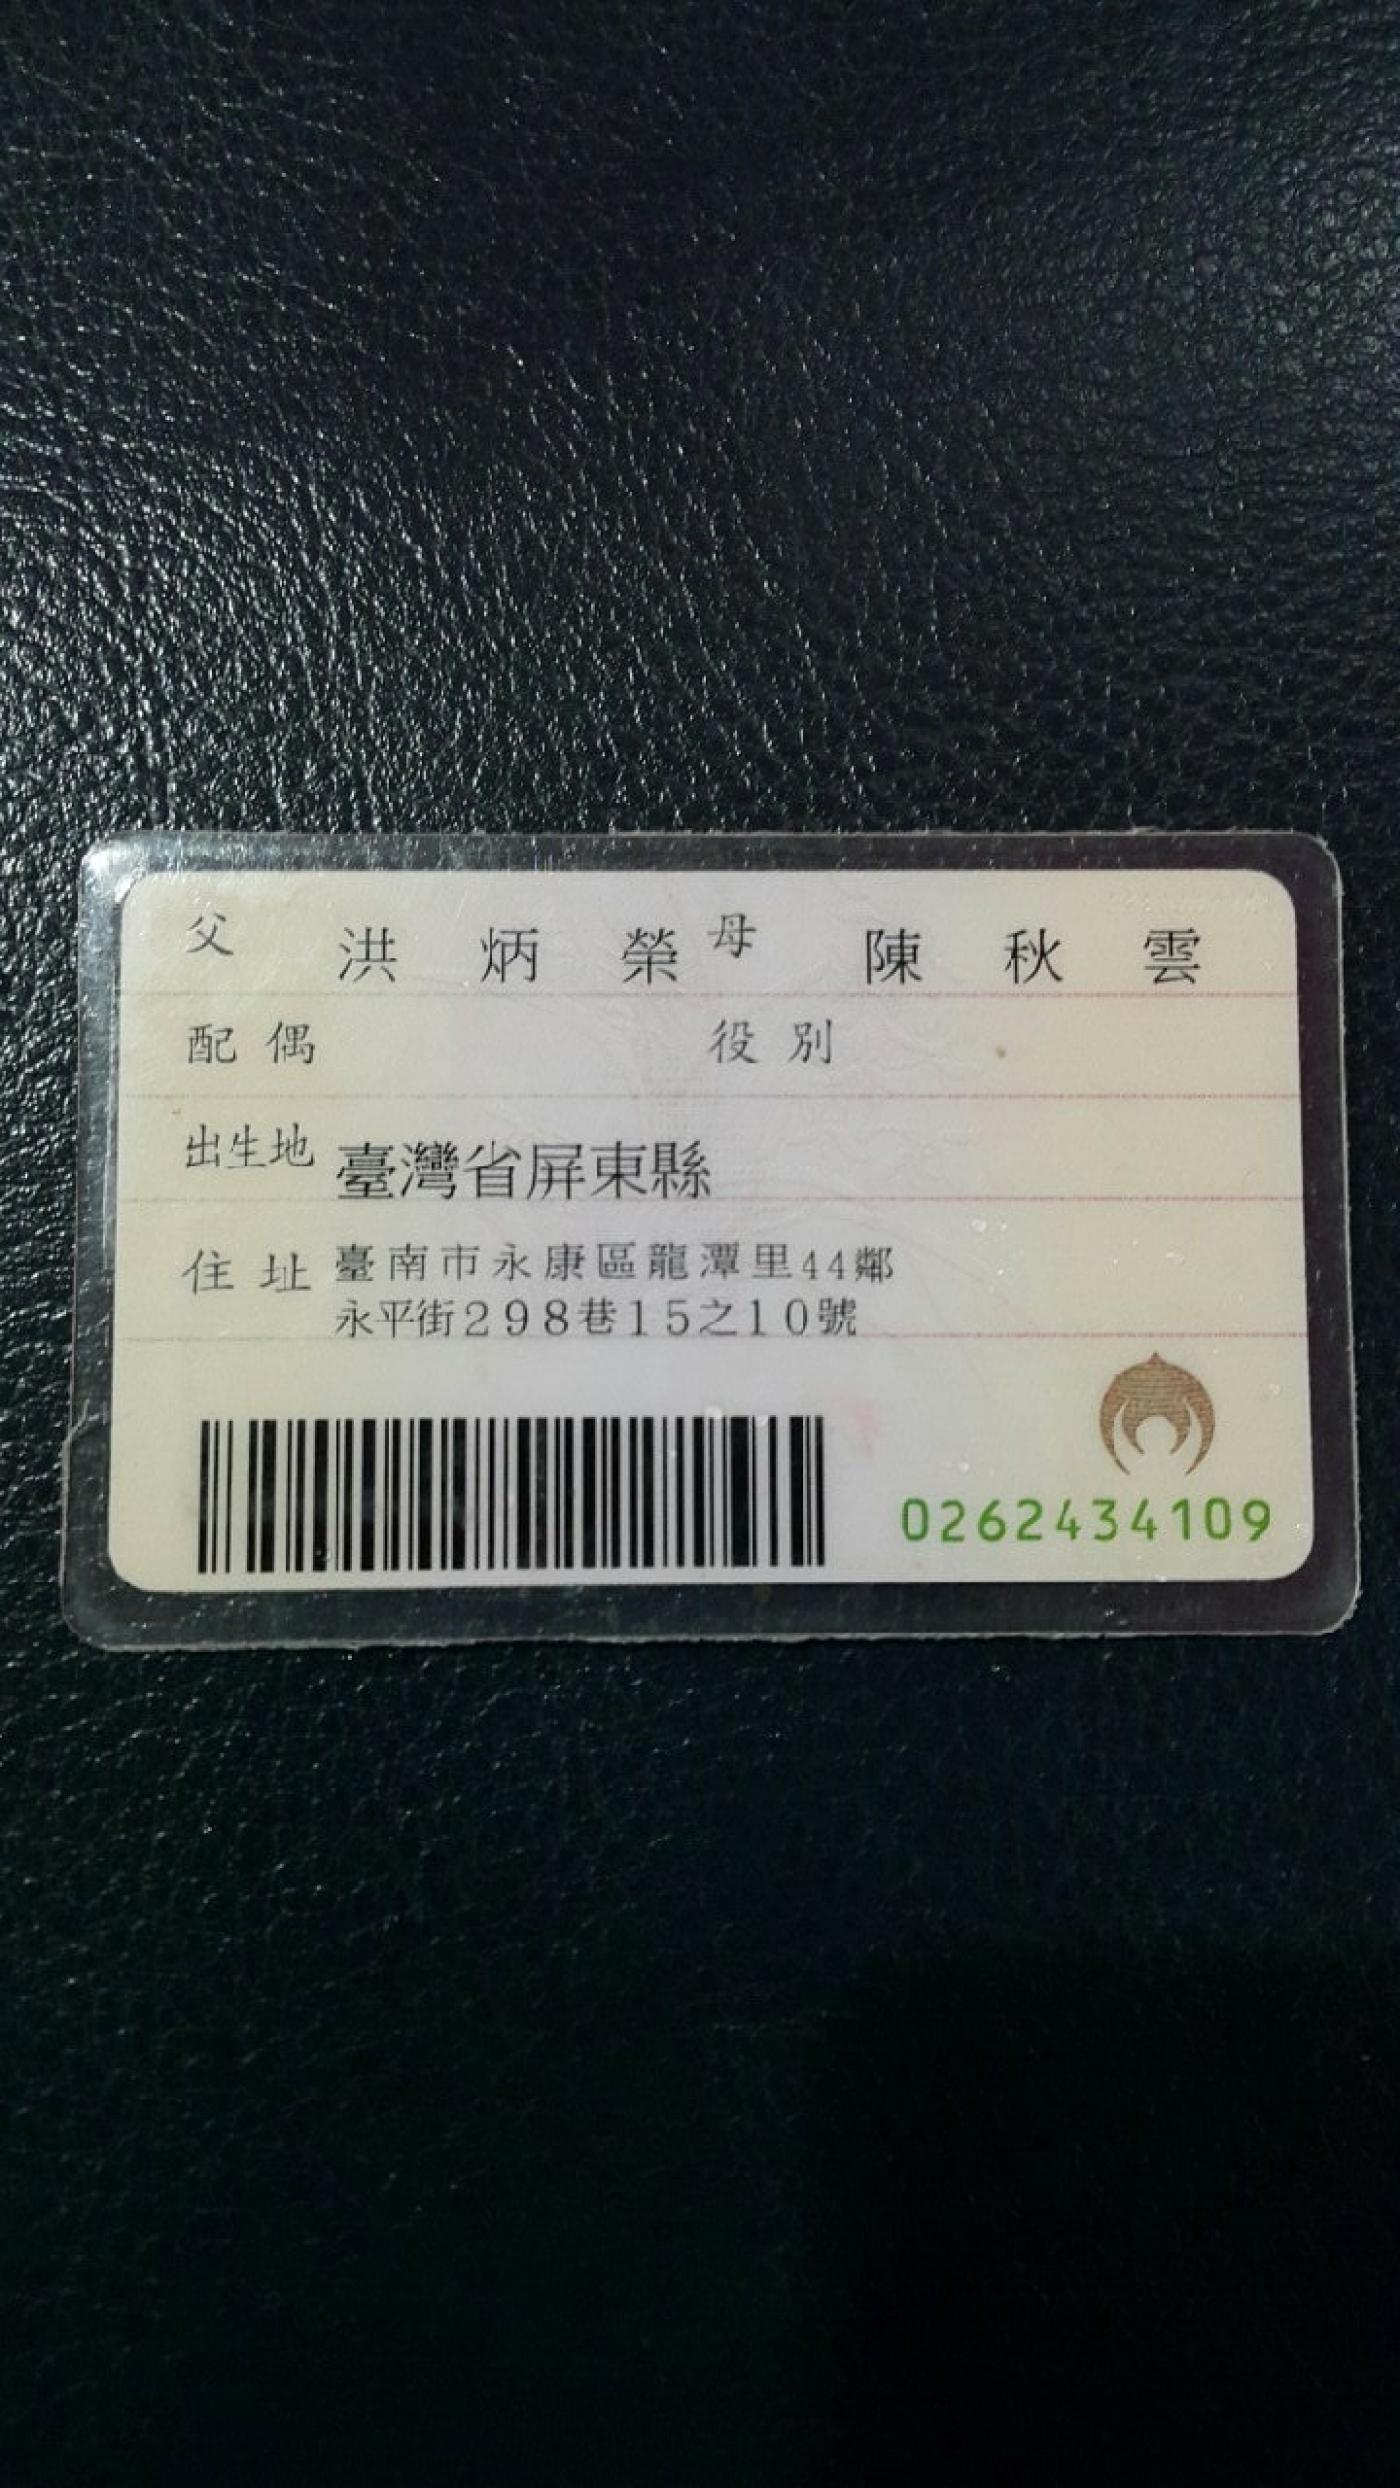 父 洪炳榮 母 陳秋雲
配偶 役別
出生地 臺灣省屏東縣
住址 臺南市永康區龍潭里44鄰
永平街298巷15之10號
0262434109